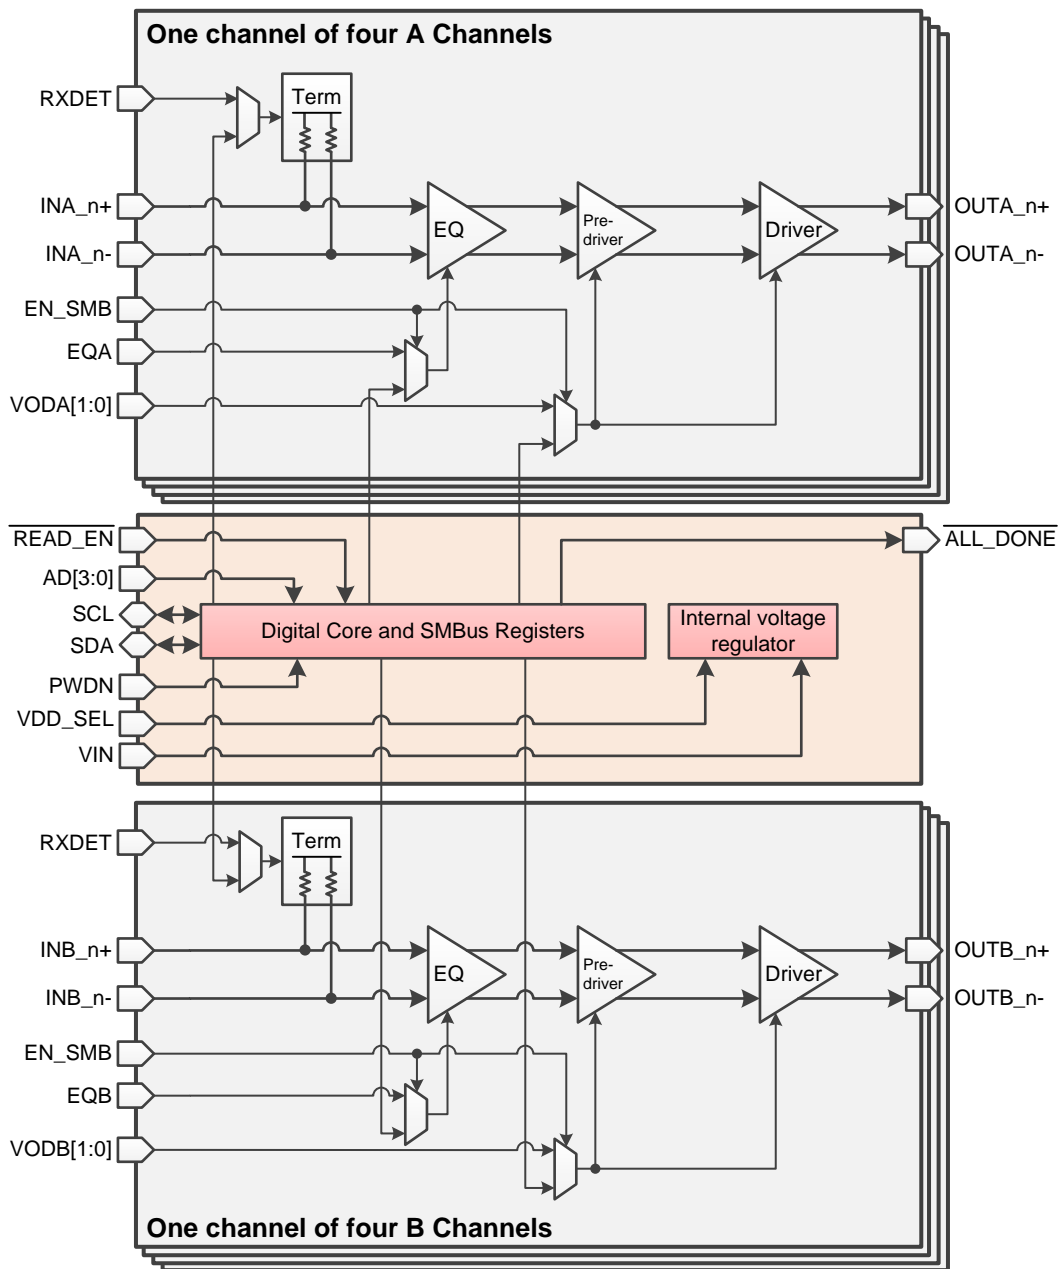 One channel of four A Channels
RXDET
Term
INA_n+
INA_n-
EQ
Pre-
driver
Driver
OUTA_n+
OUTA_n-
EN_SMB
EQA
VODA[1:0]
READ_EN
ALL_DONE
AD[3:0]
SCL
SDA
Digital Core and SMBus Registers
Internal voltage
regulator
PWDN
VDD_SEL
VIN
RXDET
Term
INB_n+
INB_n-
EQ
Pre-
driver
Driver
OUTB_n+
OUTB_n-
EN_SMB
EQB
VODB[1:0]
One channel of four B Channels